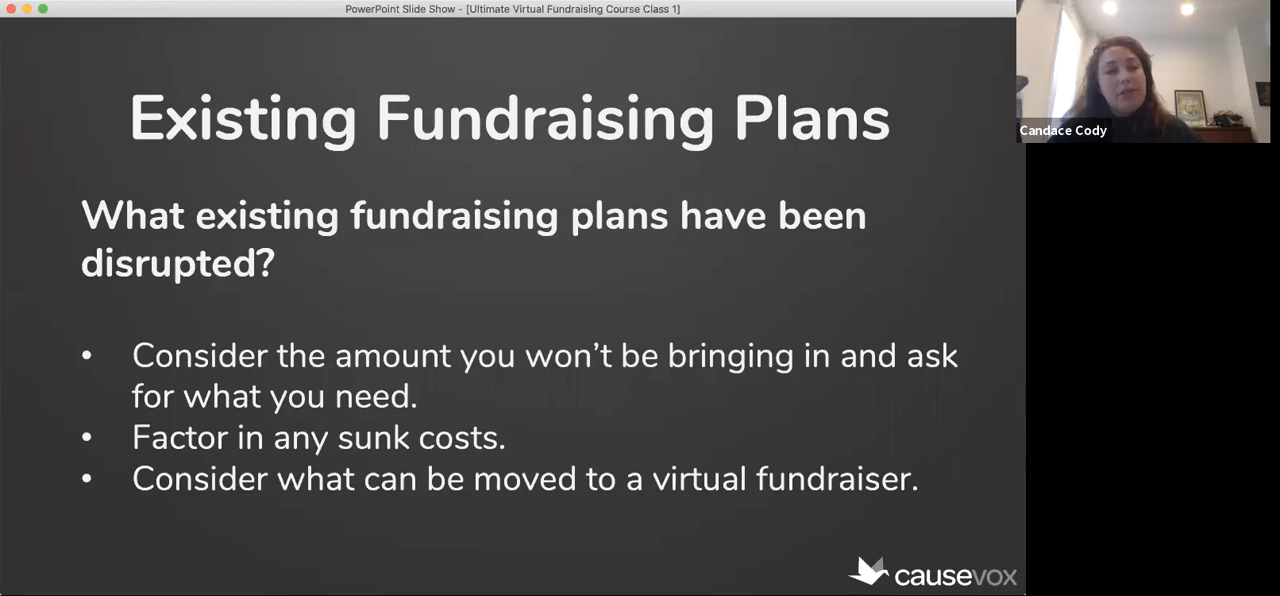 PowerPoint Slide Show - [Ultimate Virtual Fundraising Course Class 1]
Existing Fundraising Plans
What existing fundraising plans have been
disrupted?
• Consider the amount you won’t be bringing in and ask
for what you need.
• Factor in any sunk costs.
• Consider what can be moved to a virtual fundraiser.
causevox
Candace Cody